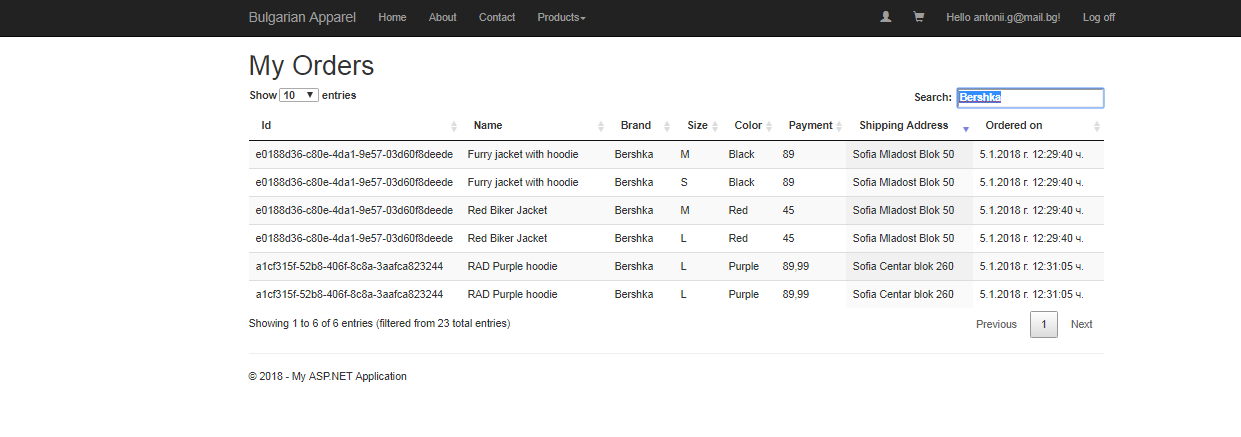 Bulgarian Apparel Home About Contact Products Hello antonii.g@mail.bg! Log off
My Orders
Show 10 entries Search: Bershka
Id Name Brand Size Color Payment Shipping Address Ordered on
e0188d36-c80e-4da1-9e57-03d60f8deede Furry jacket with hoodie Bershka M Black 89 Sofia Mladost Blok 50 5.1.2018 г. 12:29:40 ч.
e0188d36-c80e-4da1-9e57-03d60f8deede Furry jacket with hoodie Bershka S Black 89 Sofia Mladost Blok 50 5.1.2018 г. 12:29:40 ч.
e0188d36-c80e-4da1-9e57-03d60f8deede Red Biker Jacket Bershka M Red 45 Sofia Mladost Blok 50 5.1.2018 г. 12:29:40 ч.
e0188d36-c80e-4da1-9e57-03d60f8deede Red Biker Jacket Bershka L Red 45 Sofia Mladost Blok 50 5.1.2018 г. 12:29:40 ч.
a1cf315f-52b8-406f-8c8a-3aafca823244 RAD Purple hoodie Bershka L Purple 89,99 Sofia Centar blok 260 5.1.2018 г. 12:31:05 ч.
a1cf315f-52b8-406f-8c8a-3aafca823244 RAD Purple hoodie Bershka L Purple 89,99 Sofia Centar blok 260 5.1.2018 г. 12:31:05 ч.
Showing 1 to 6 of 6 entries (filtered from 23 total entries) Previous 1 Next
© 2018 - My ASP.NET Application